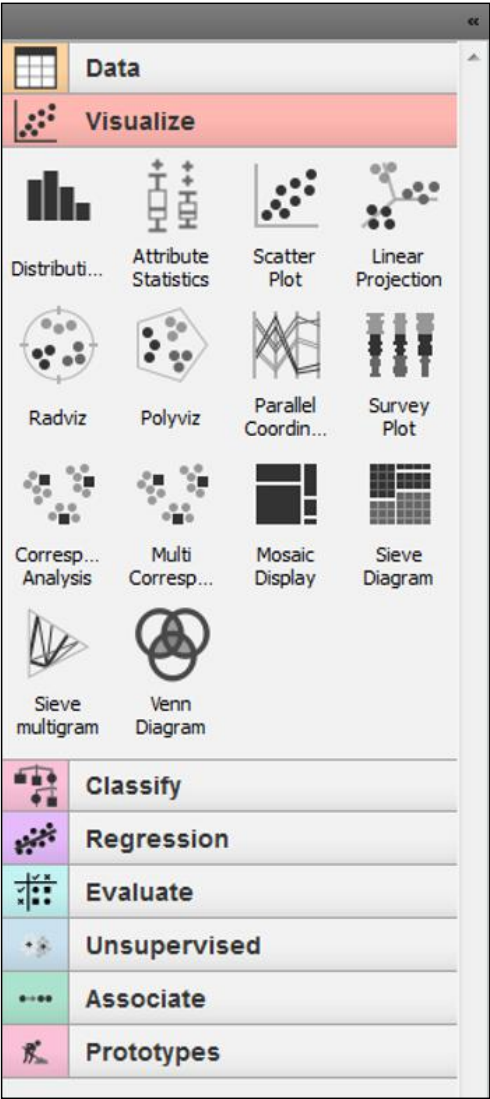 «
Data
Visualize
Distributi...
Attribute
Statistics
Scatter
Plot
Linear
Projection
Radviz
Polyviz
Parallel
Coordin...
Survey
Plot
Corresp...
Analysis
Multi
Corresp...
Mosaic
Display
Sieve
Diagram
Sieve
multigram
Venn
Diagram
Classify
Regression
Evaluate
Unsupervised
Associate
Prototypes